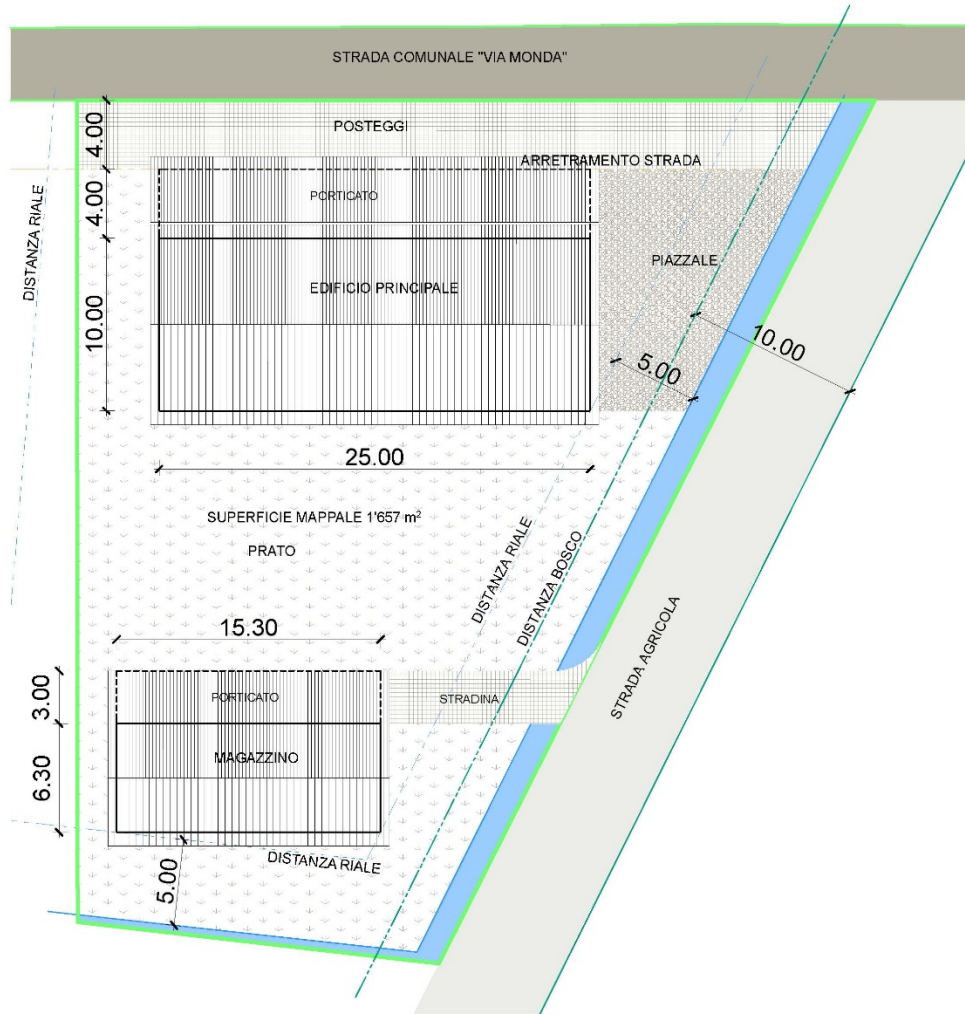 STRADA COMUNALE "VIA MONDA"
4.00
POSTEGGI
ARRETRAMENTO STRADA
4.00
PORTICATO
DISTANZA RIALE
PIAZZALE
EDIFICIO PRINCIPALE
10.00
10.00
5.00
25.00
SUPERFICIE MAPPALE 1'657 m²
PRATO
DISTANZA RIALE
DISTANZA BOSCO
15.30
STRADA AGRICOLA
3.00
PORTICATO
STRADINA
MAGAZZINO
6.30
DISTANZA RIALE
5.00